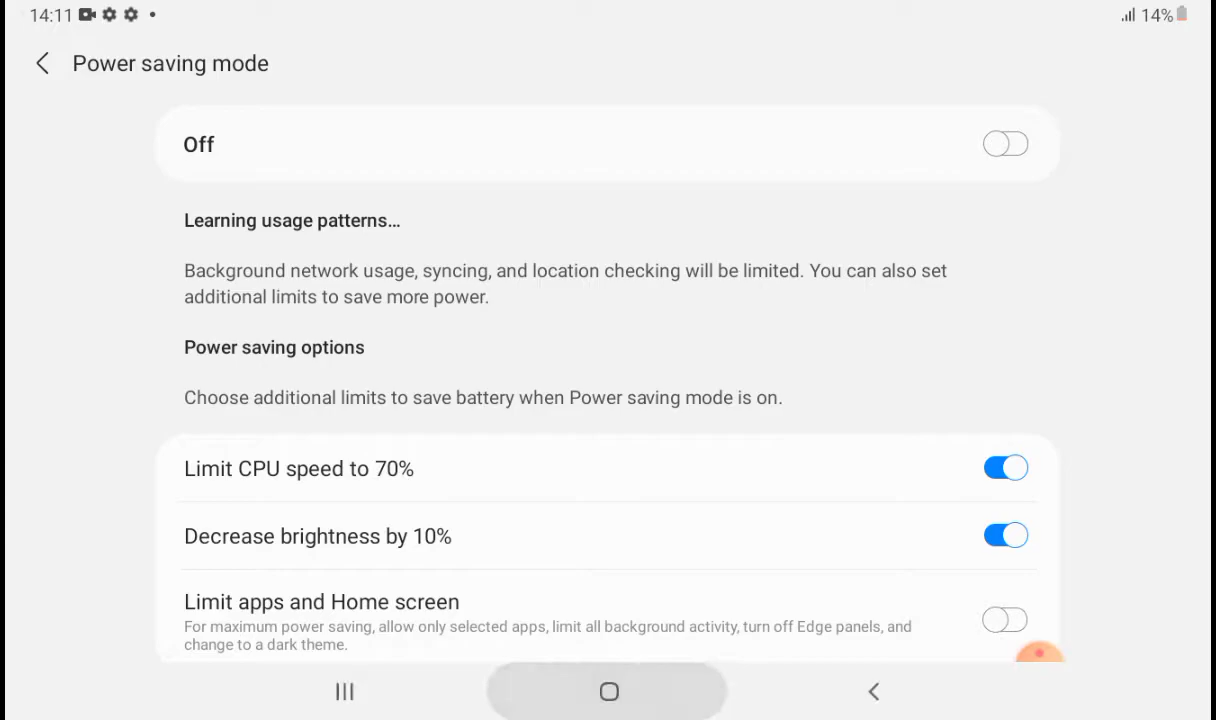 14:11
14%
Power saving mode
Off
Learning usage patterns...
Background network usage, syncing, and location checking will be limited. You can also set
additional limits to save more power.
Power saving options
Choose additional limits to save battery when Power saving mode is on.
Limit CPU speed to 70%
Decrease brightness by 10%
Limit apps and Home screen
For maximum power saving, allow only selected apps, limit all background activity, turn off Edge panels, and
change to a dark theme.